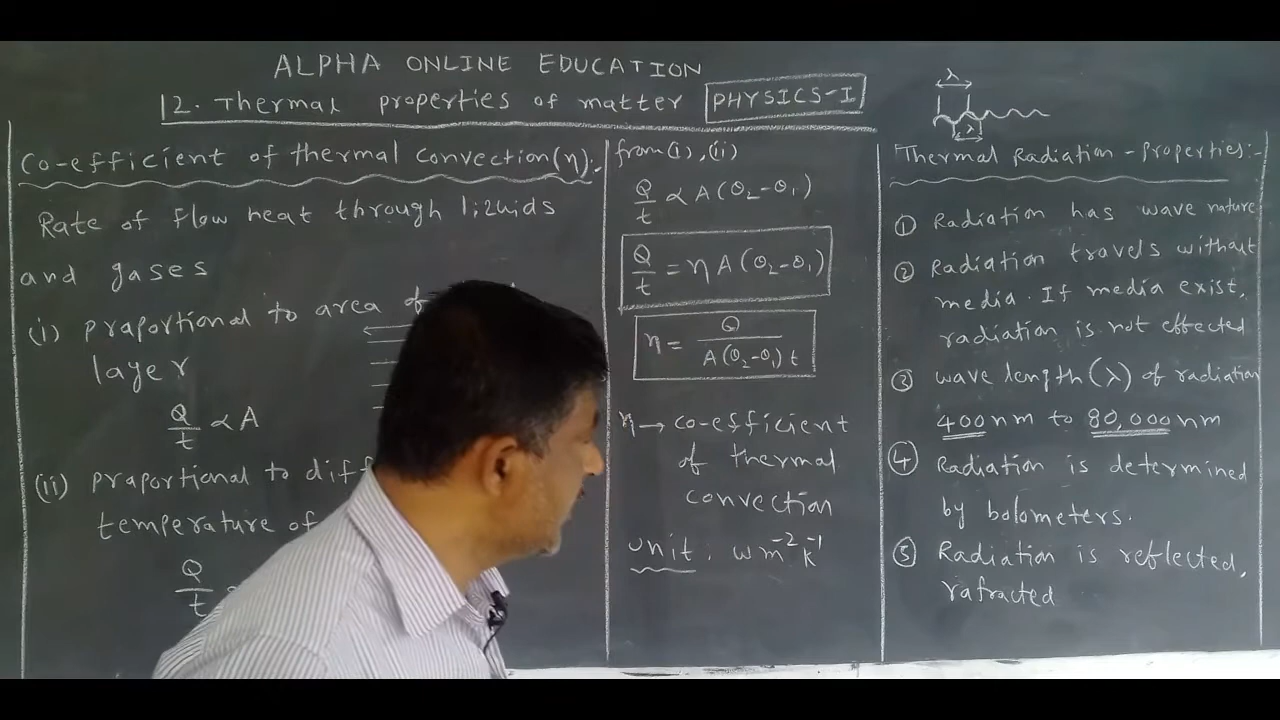 ALPHA ONLINE EDUCATION
12. Thermal properties of matter PHYSICS-I
Co-efficient of thermal Convection(η):-
Rate of flow heat through liquids
and gases
(i) praportional to area of
layer
Q/t ∝ A
(ii) praportional to diff
temperature of
Q/t
from (i), (ii)
Q/t ∝ A(θ₂-θ₁)
Q/t = η A(θ₂-θ₁)
η = Q/A(θ₂-θ₁)t
η → co-efficient
of thermal
convection
unit: wm⁻²k⁻¹
λ
λ
Thermal Radiation - Properties:-
① Radiation has wave nature
② Radiation travels without
media. If media exist,
radiation is not effected
③ wave length(λ) of radiation
400nm to 80,000nm
④ Radiation is determined
by bolometers.
⑤ Radiation is reflected,
rafracted